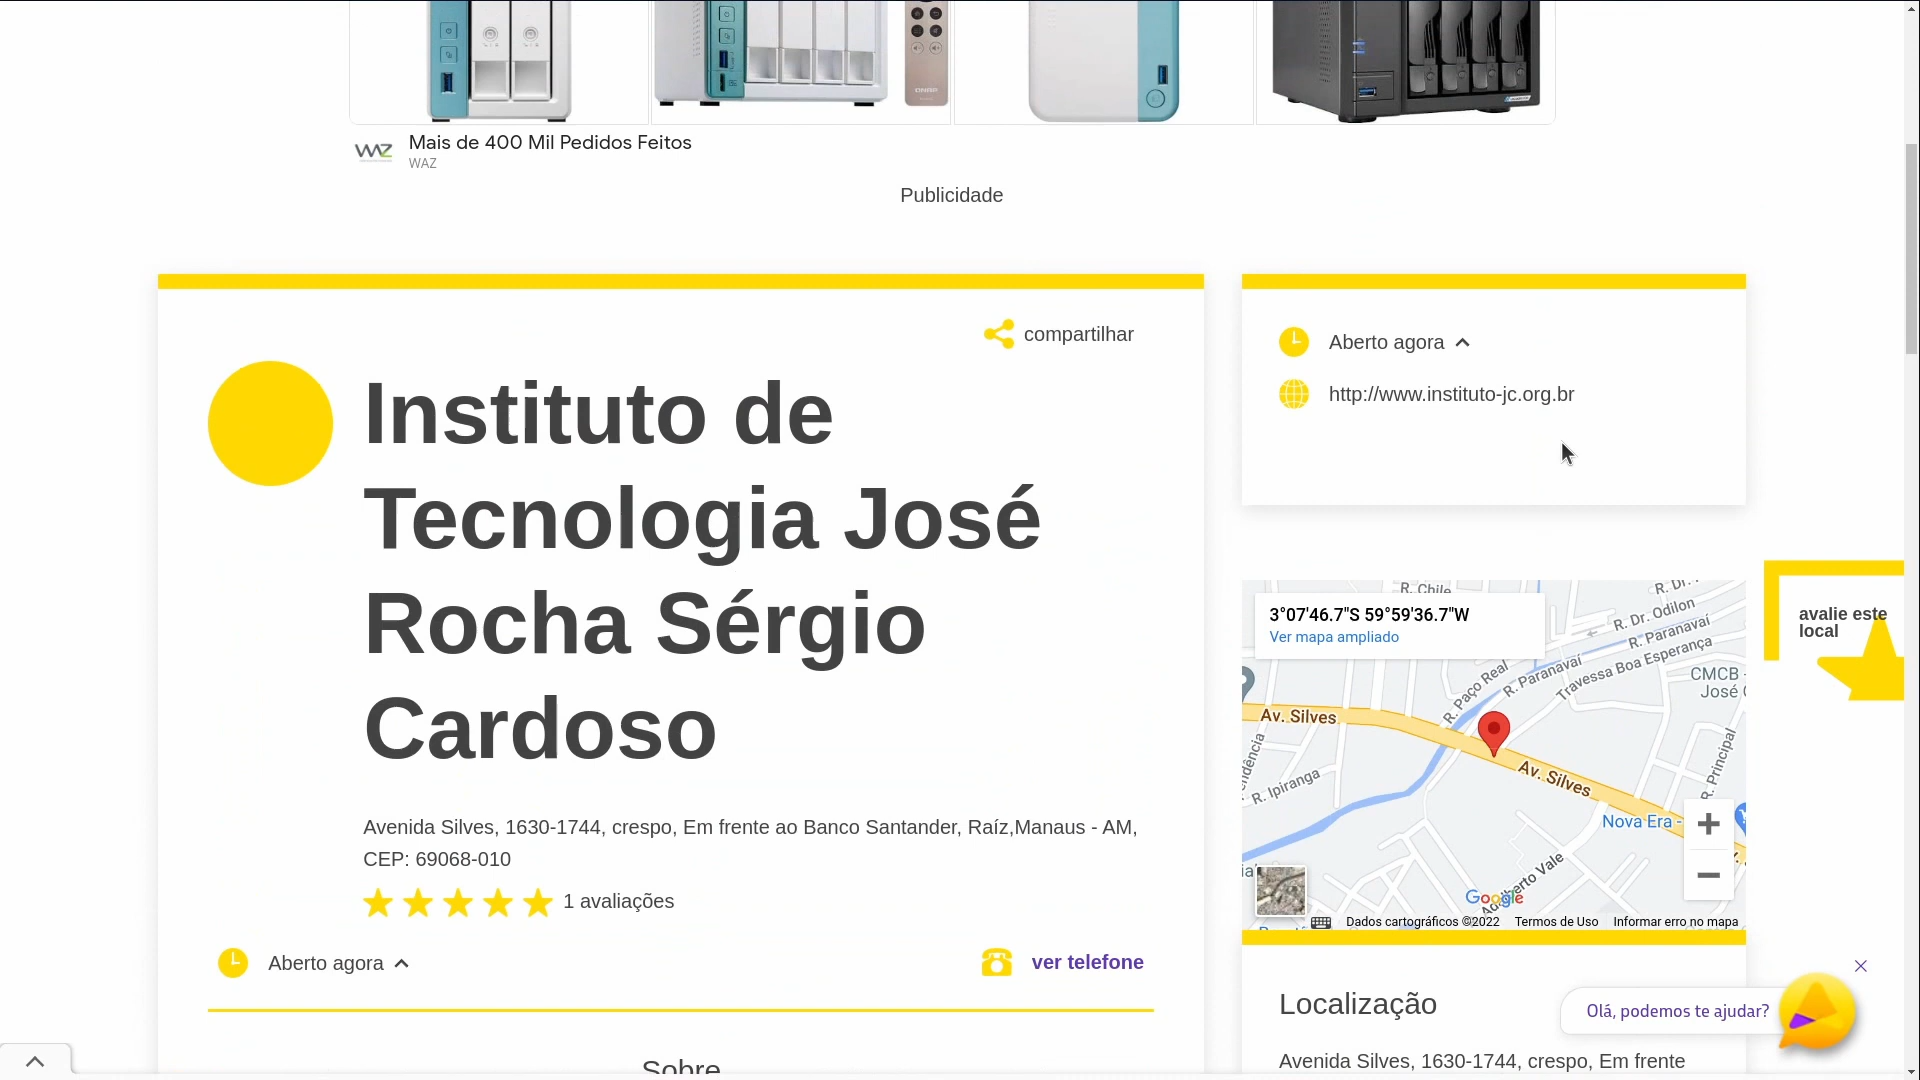 Mais de 400 Mil Pedidos Feitos
WAZ
WAZ
Publicidade
compartilhar
Instituto de
Tecnologia José
Rocha Sérgio
Cardoso
Avenida Silves, 1630-1744, crespo, Em frente ao Banco Santander, Raíz,Manaus - AM,
CEP: 69068-010
1 avaliações
Aberto agora
ver telefone
Sobre
Aberto agora
http://www.instituto-jc.org.br
3°07'46.7"S 59°59'36.7"W
Ver mapa ampliado
R. Chile
R. Dr. Odilon
R. Paranavaí
R. Paranavaí
Travessa Boa Esperança
R. Paço Real
CMCB -
José
Av. Silves
Av. Silves
R. Ipiranga
R. Principal
Nova Era -
Adalberto Vale
Google
Dados cartográficos ©2022
Termos de Uso
Informar erro no mapa
avalie este
local
Localização
Olá, podemos te ajudar?
Avenida Silves, 1630-1744, crespo, Em frente